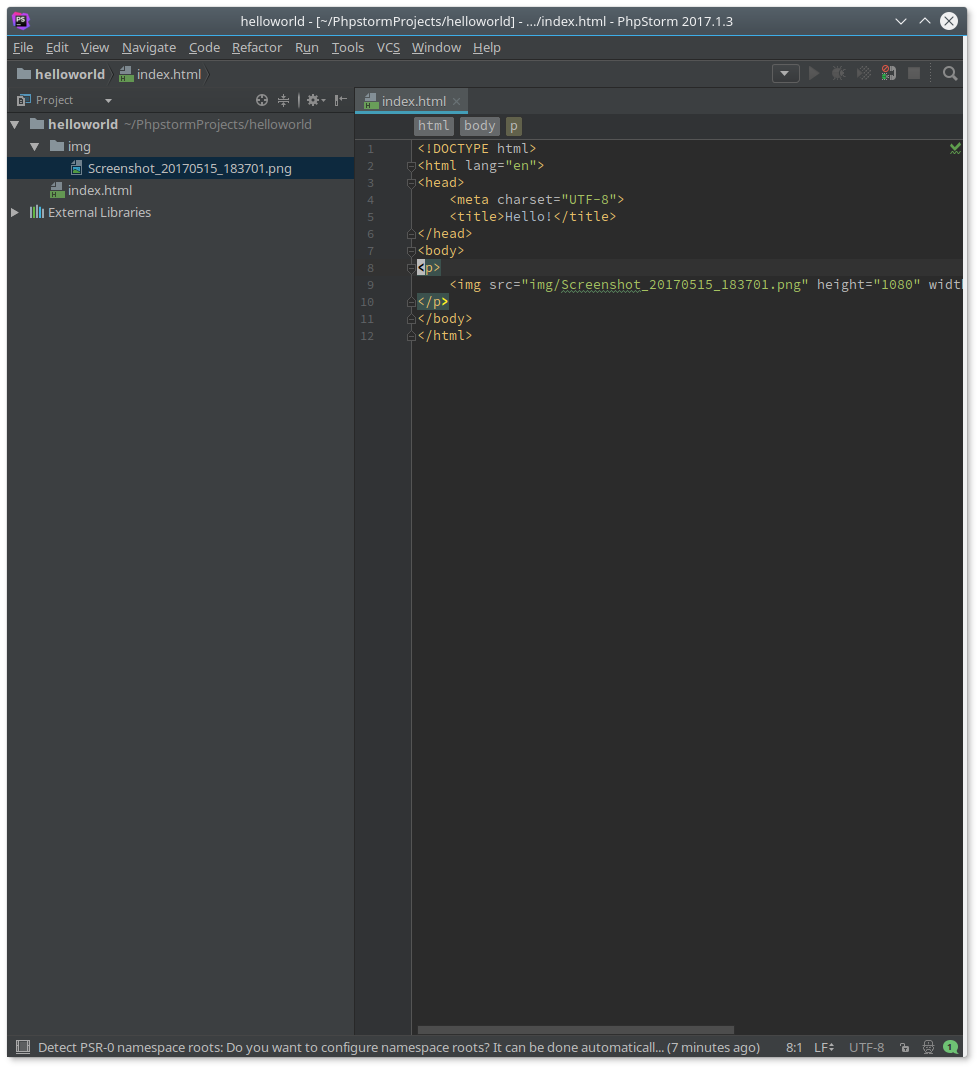 helloworld - [~/PhpstormProjects/helloworld] - .../index.html - PhpStorm 2017.1.3
File Edit View Navigate Code Refactor Run Tools VCS Window Help
helloworld index.html
Project
index.html
helloworld ~/PhpstormProjects/helloworld
img
Screenshot_20170515_183701.png
index.html
External Libraries
html body p
1 <!DOCTYPE html>
2 <html lang="en">
3 <head>
4 <meta charset="UTF-8">
5 <title>Hello!</title>
6 </head>
7 <body>
8 <p>
9 <img src="img/Screenshot_20170515_183701.png" height="1080" widt
10 </p>
11 </body>
12 </html>
Detect PSR-0 namespace roots: Do you want to configure namespace roots? It can be done automaticall... (7 minutes ago) 8:1 LF UTF-8 1